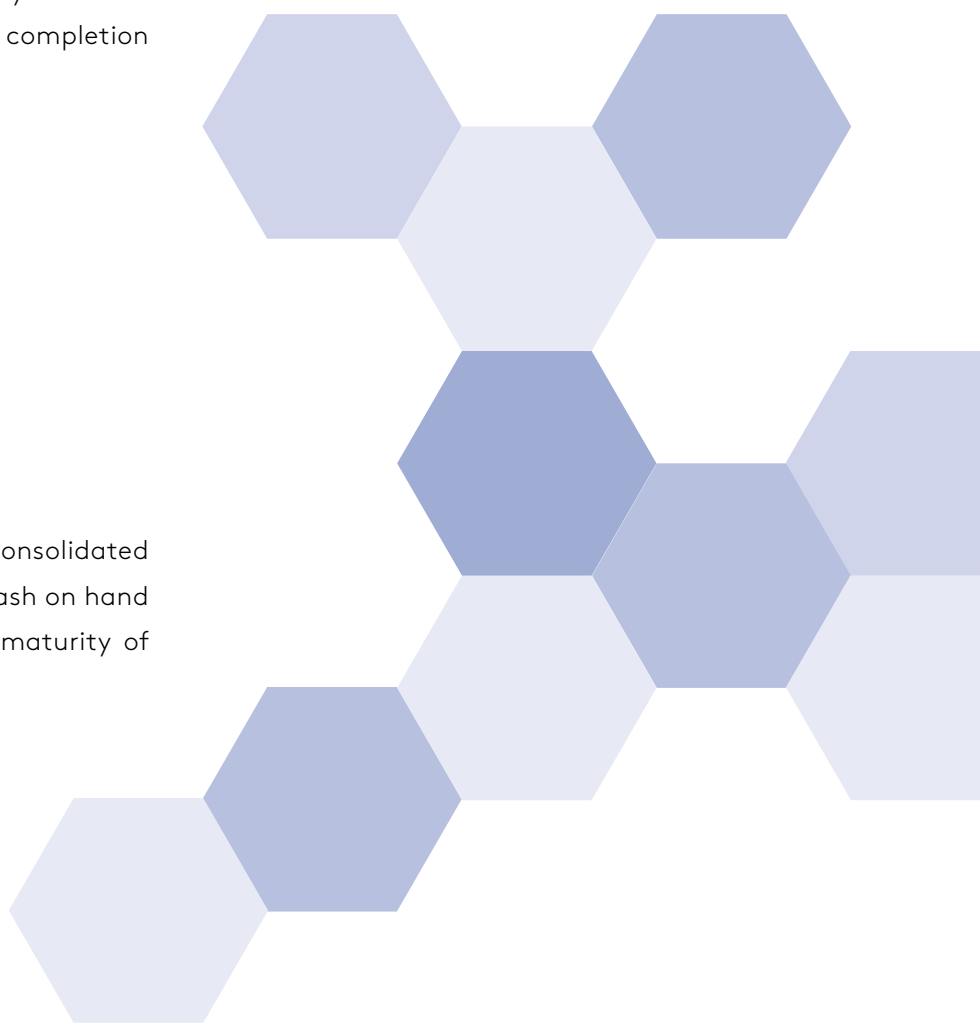 completion
onsolidated
ash on hand
maturity of